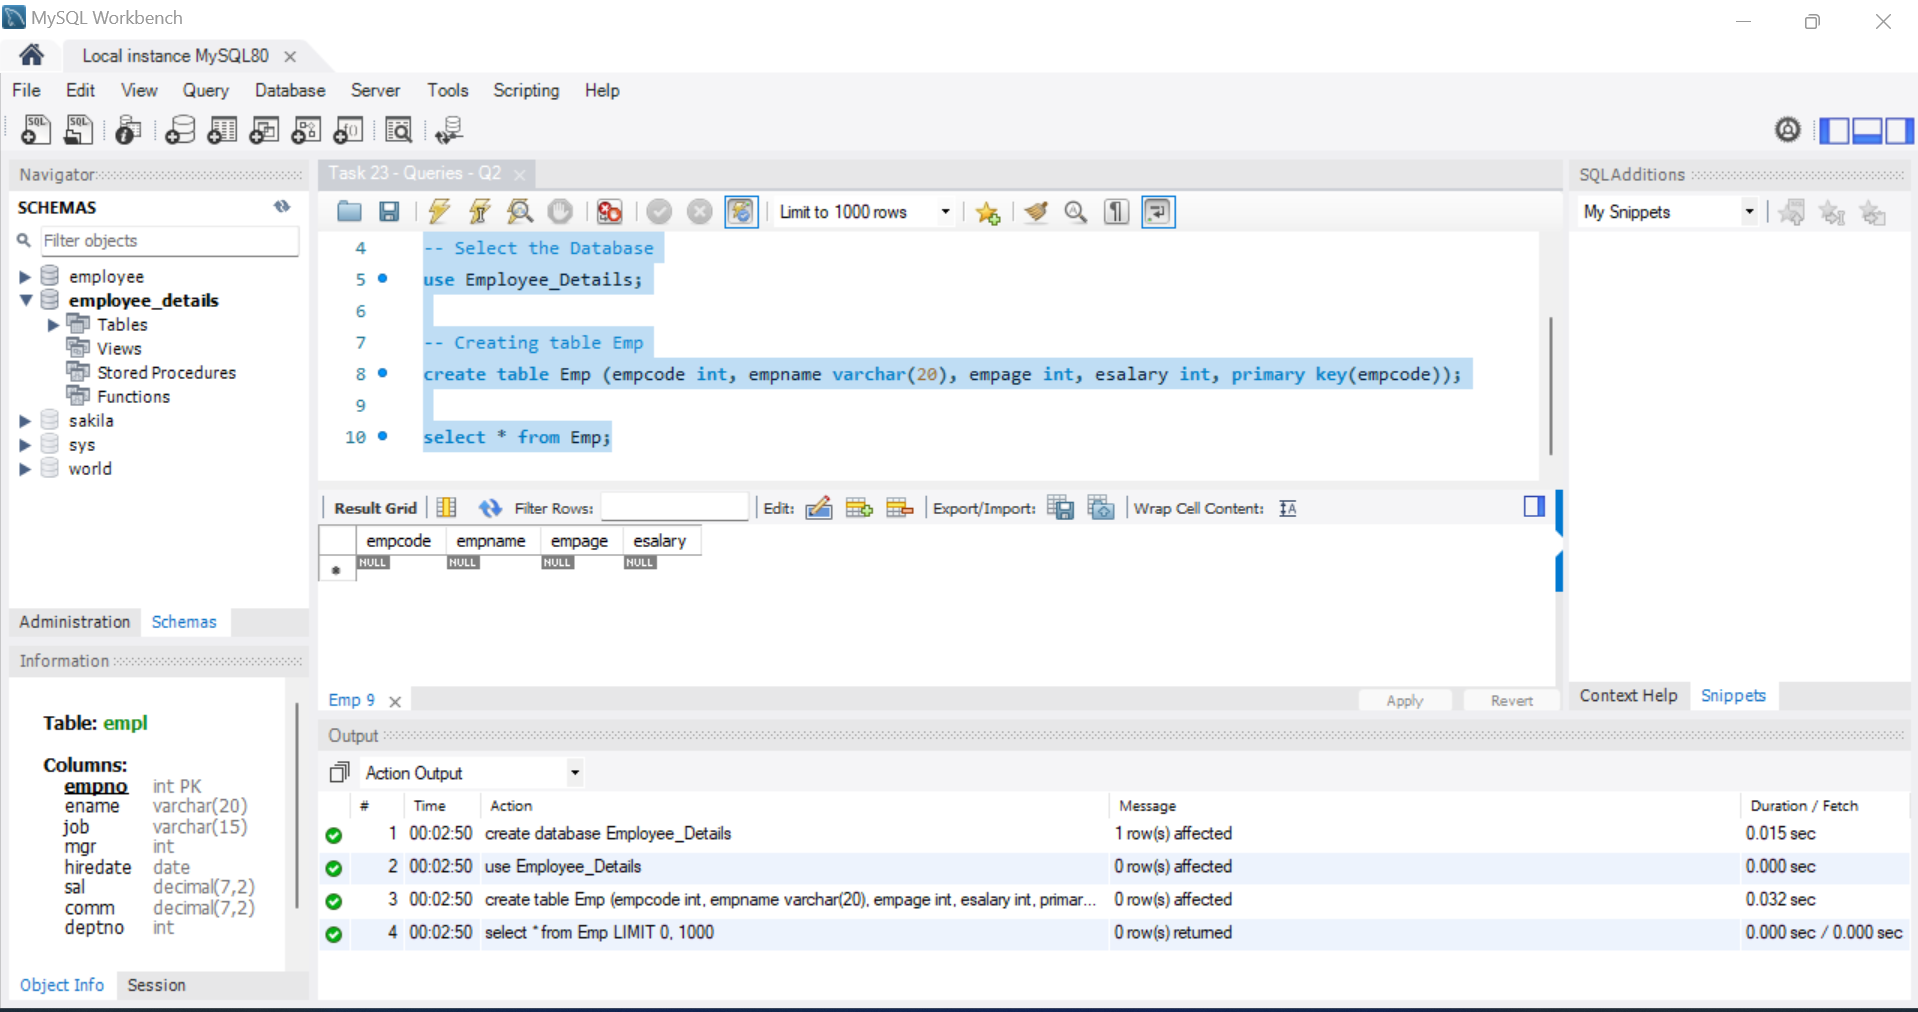 MySQL Workbench
Local instance MySQL80
File Edit View Query Database Server Tools Scripting Help
Navigator
SCHEMAS
Filter objects
employee
employee_details
Tables
Views
Stored Procedures
Functions
sakila
sys
world
Administration Schemas
Information
Table: empl
Columns:
empno int PK
ename varchar(20)
job varchar(15)
mgr int
hiredate date
sal decimal(7,2)
comm decimal(7,2)
deptno int
Object Info Session
Task 23 - Queries - Q2
Limit to 1000 rows
4 -- Select the Database
5 use Employee_Details;
6
7 -- Creating table Emp
8 create table Emp (empcode int, empname varchar(20), empage int, esalary int, primary key(empcode));
9
10 select * from Emp;
Result Grid Filter Rows: Edit: Export/Import: Wrap Cell Content:
empcode empname empage esalary
NULL NULL NULL NULL
Emp 9 Apply Revert
Output
Action Output
# Time Action Message Duration / Fetch
1 00:02:50 create database Employee_Details 1 row(s) affected 0.015 sec
2 00:02:50 use Employee_Details 0 row(s) affected 0.000 sec
3 00:02:50 create table Emp (empcode int, empname varchar(20), empage int, esalary int, primar... 0 row(s) affected 0.032 sec
4 00:02:50 select * from Emp LIMIT 0, 1000 0 row(s) returned 0.000 sec / 0.000 sec
SQLAdditions
My Snippets
Context Help Snippets